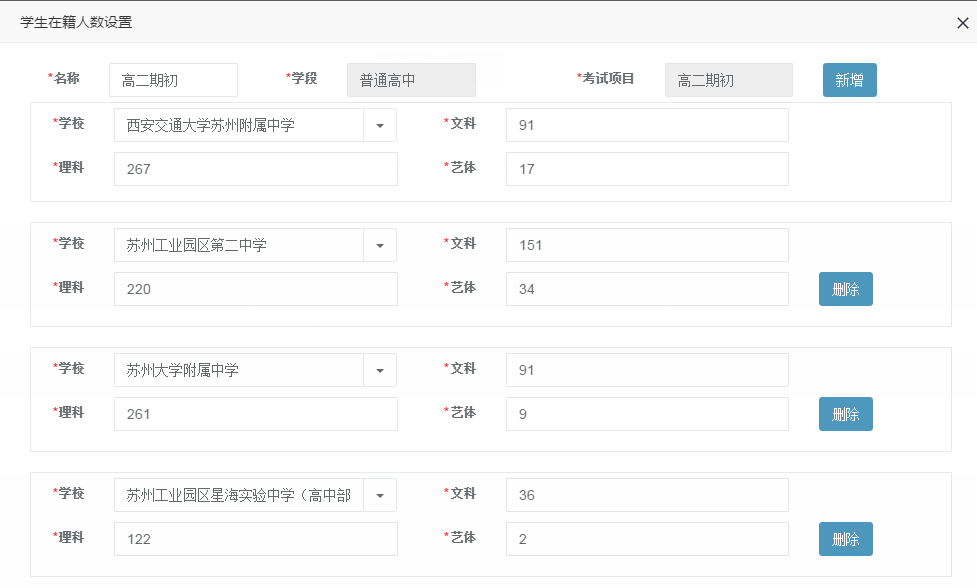 学生在籍人数设置
*名称 高二期初 *学段 普通高中 *考试项目 高二期初 新增
*学校 西安交通大学苏州附属中学 *文科 91
*理科 267 *艺体 17
*学校 苏州工业园区第二中学 *文科 151
*理科 220 *艺体 34 删除
*学校 苏州大学附属中学 *文科 91
*理科 261 *艺体 9 删除
*学校 苏州工业园区星海实验中学（高中部 *文科 36
*理科 122 *艺体 2 删除